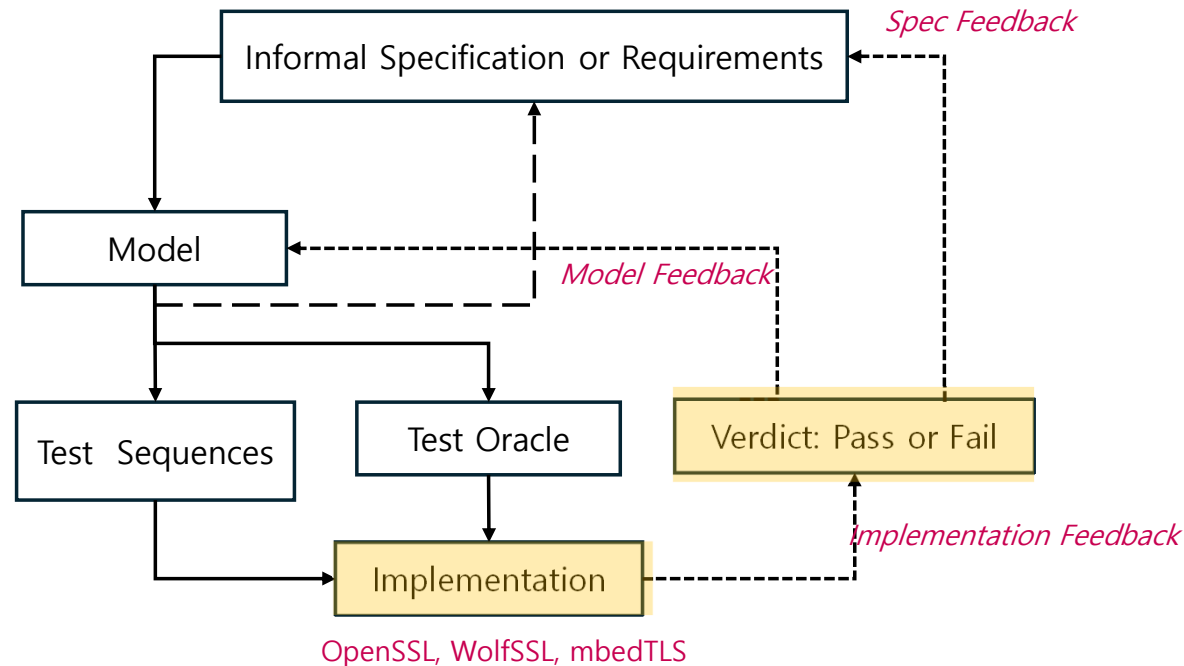 Spec Feedback
Informal Specification or Requirements
Model
Model Feedback
Test Sequences
Test Oracle
Verdict: Pass or Fail
Implementation Feedback
Implementation
OpenSSL, WolfSSL, mbedTLS